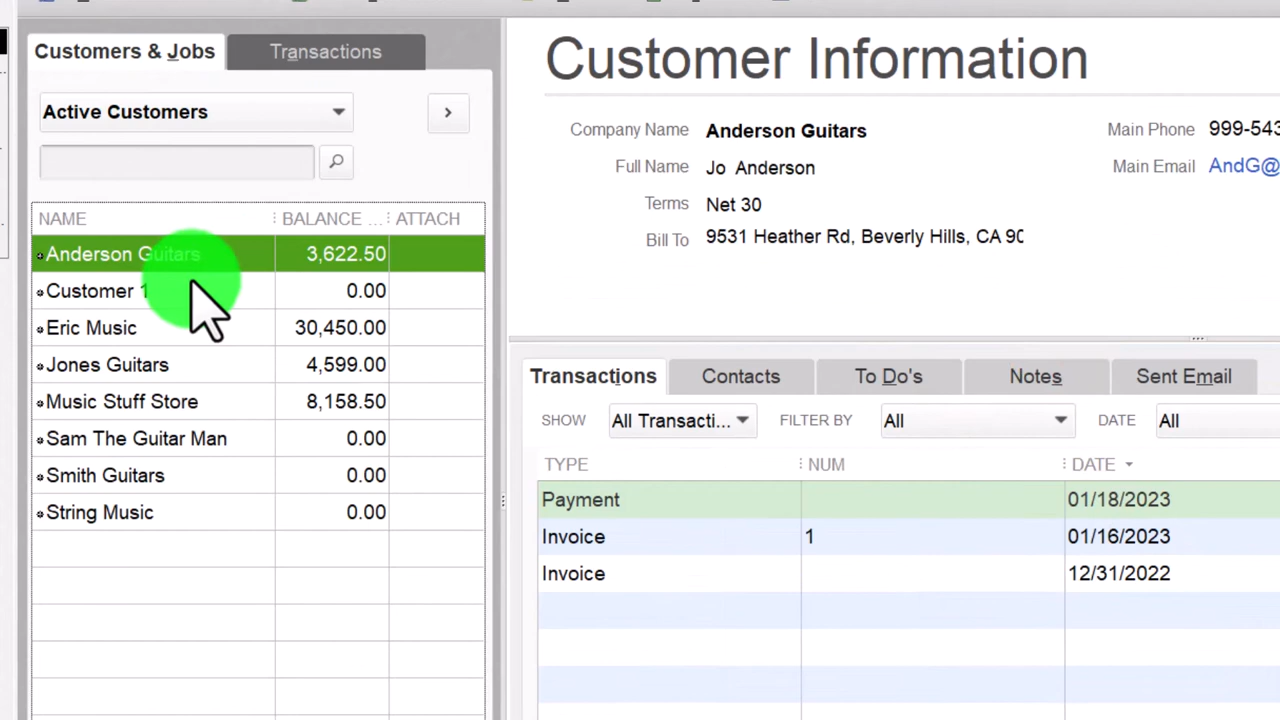 Customers & Jobs
Transactions
Active Customers
NAME BALANCE ... ATTACH
Anderson Guitars 3,622.50
Customer 1 0.00
Eric Music 30,450.00
Jones Guitars 4,599.00
Music Stuff Store 8,158.50
Sam The Guitar Man 0.00
Smith Guitars 0.00
String Music 0.00
Customer Information
Company Name Anderson Guitars
Full Name Jo Anderson
Terms Net 30
Bill To 9531 Heather Rd, Beverly Hills, CA 90
Main Phone 999-543
Main Email AndG@
Transactions Contacts To Do's Notes Sent Email
SHOW All Transacti... FILTER BY All DATE All
TYPE NUM DATE
Payment 01/18/2023
Invoice 1 01/16/2023
Invoice 12/31/2022